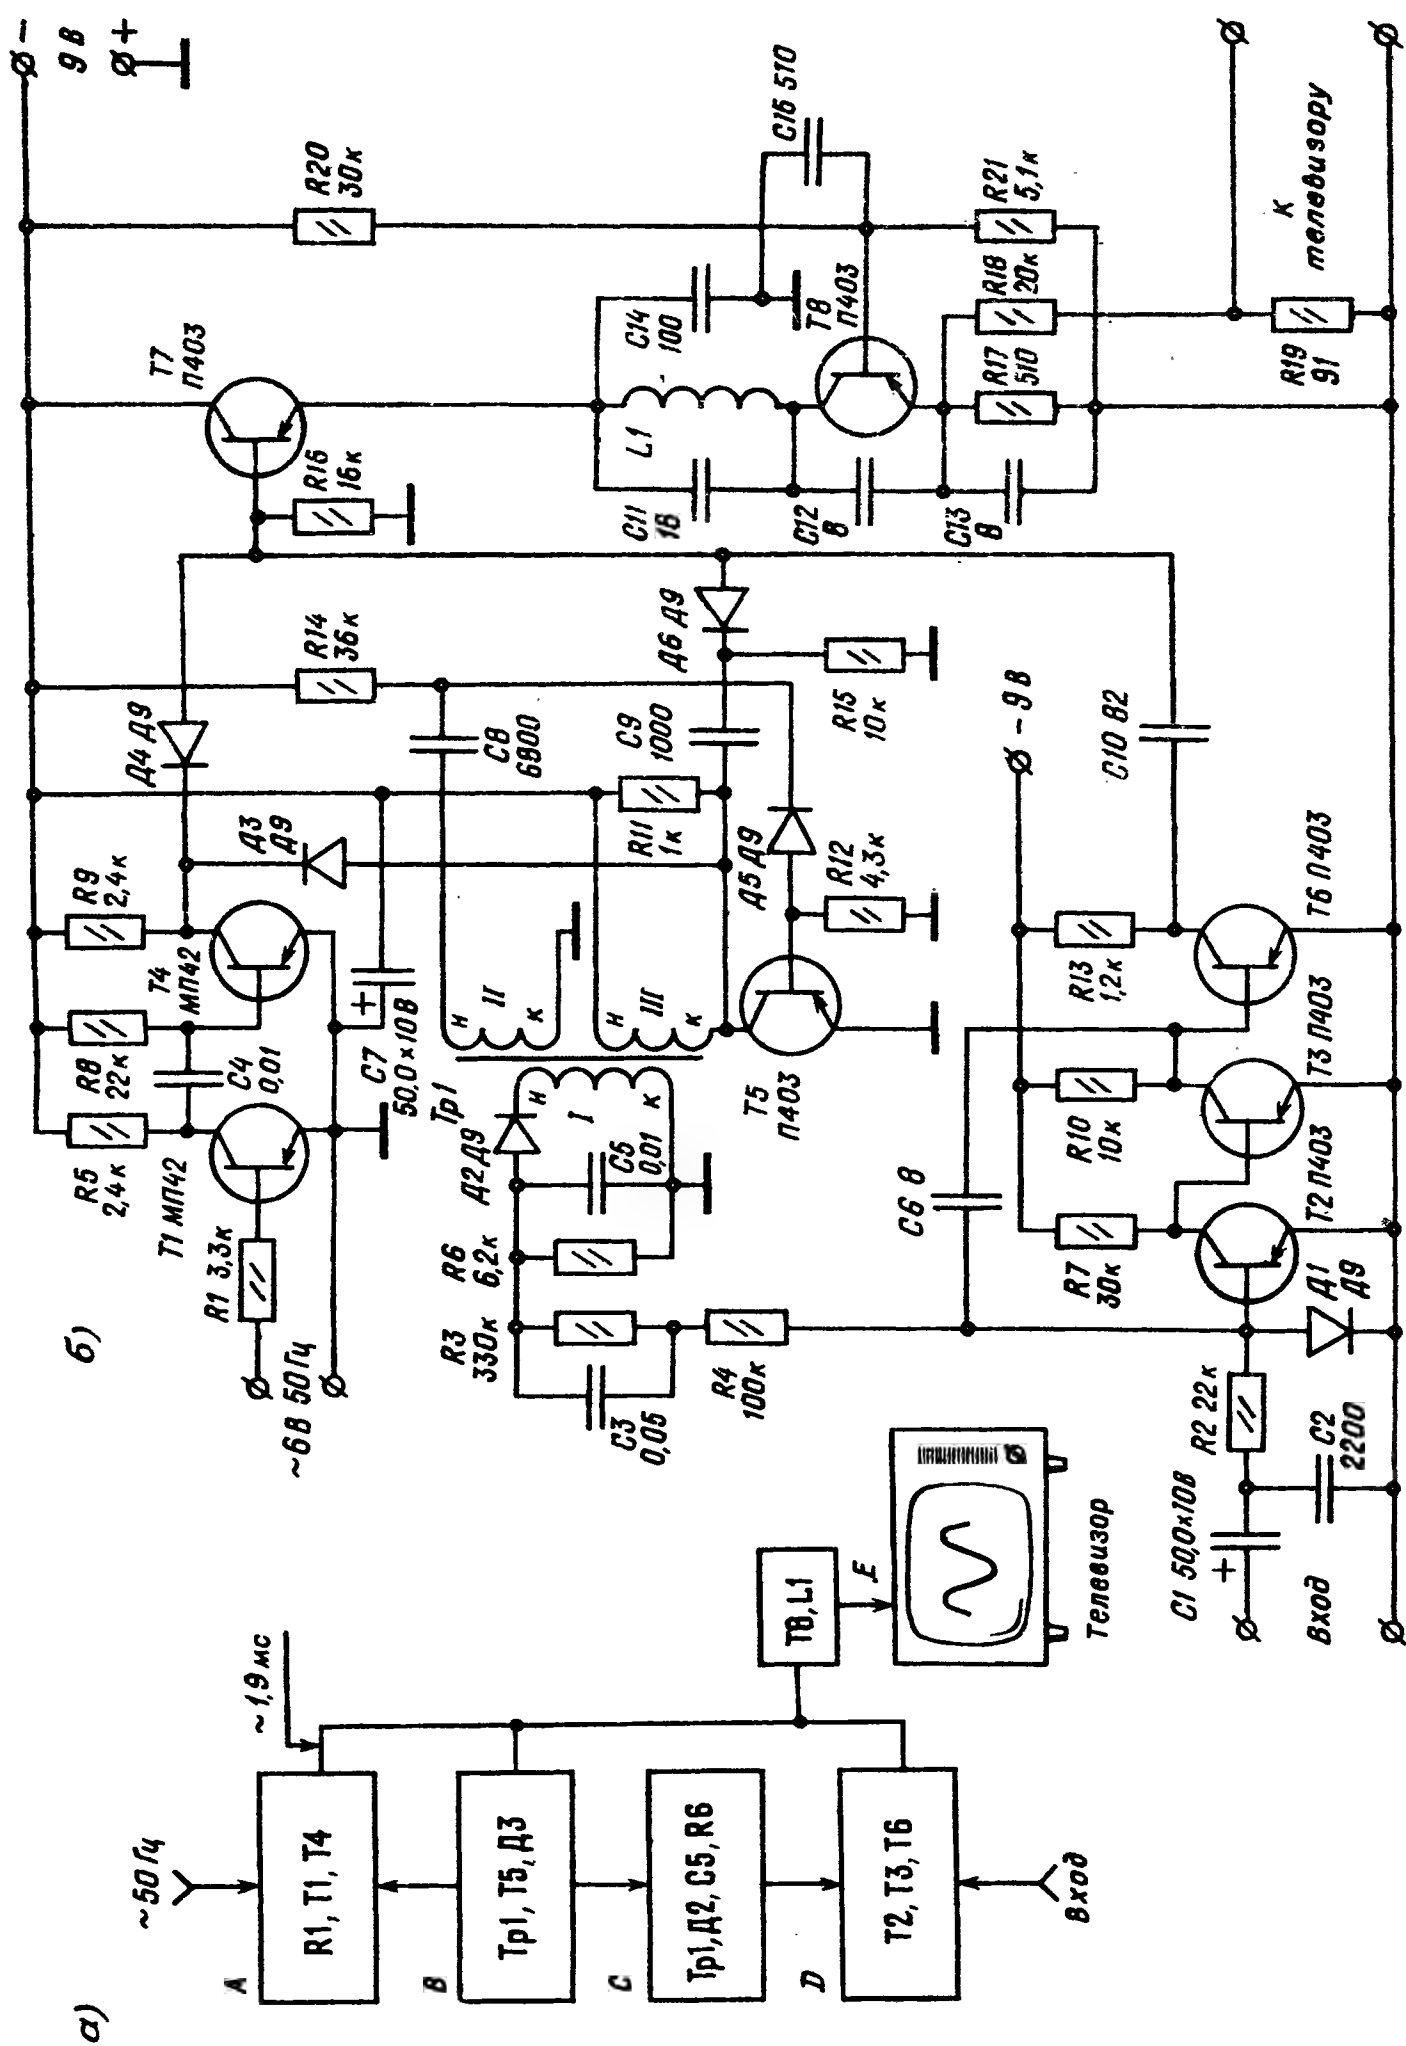 а)
A
R1, T1, T4
~50 Гц
~1,9 мс
B
Тр1, Т5, Д3
C
Тр1, Д2, С5, R6
D
Т2, Т3, Т6
Вход
Т8, L1
E
Телевизор
б)
~6В 50Гц
R1 3,3к
T1 МП42
R5
2,4к
R8
22к
C4
0,01
R9
2,4к
T4
МП42
Д3
Д9
Д4 Д9
C7
50,0×10В
+
R14
36к
R16
16к
T7
П403
R20
30к
–
9 В
+
R3
330к
C3
0,05
R6
6,2к
Д2 Д9
C5
0,01
Тр1
н
I
к
н
II
к
н
III
к
C8
6800
R11
1к
C9
1000
Д6 Д9
R15
10к
Д5 Д9
R12
4,3к
T5
П403
R4
100к
L1
C11
18
C14
100
C12
8
C13
8
T8
П403
C15 510
R17
510
R18
20к
R21
5,1к
R19
91
К
телевизору
C1 50,0×10В
+
Вход
R2 22к
C2
2200
Д1
Д9
C6 8
R7
30к
T2 П403
R10
10к
T3 П403
R13
1,2к
T6 П403
– 9 В
C10 82